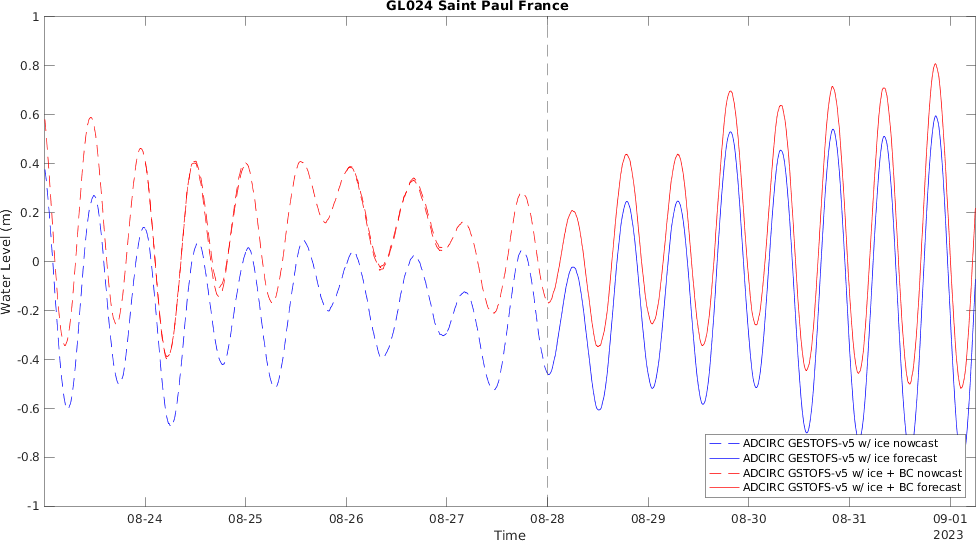 GL024 Saint Paul France
1
0.8
0.6
0.4
0.2
0
-0.2
-0.4
-0.6
-0.8
-1
Water Level (m)
ADCIRC GESTOFS-v5 w/ ice nowcast
ADCIRC GESTOFS-v5 w/ ice forecast
ADCIRC GSTOFS-v5 w/ ice + BC nowcast
ADCIRC GSTOFS-v5 w/ ice + BC forecast
08-24 08-25 08-26 08-27 08-28 08-29 08-30 08-31 09-01
2023
Time